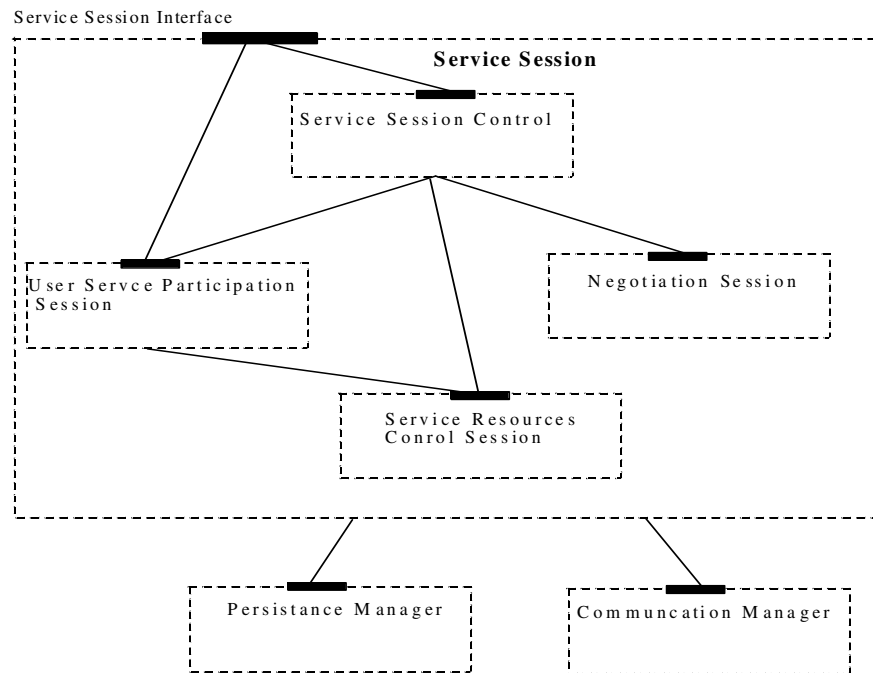 Service Session Interface
Service Session
Service Session Control
User Servce Participation
Session
Negotiation Session
Service Resources
Conrol Session
Persistance Manager
Communcation Manager